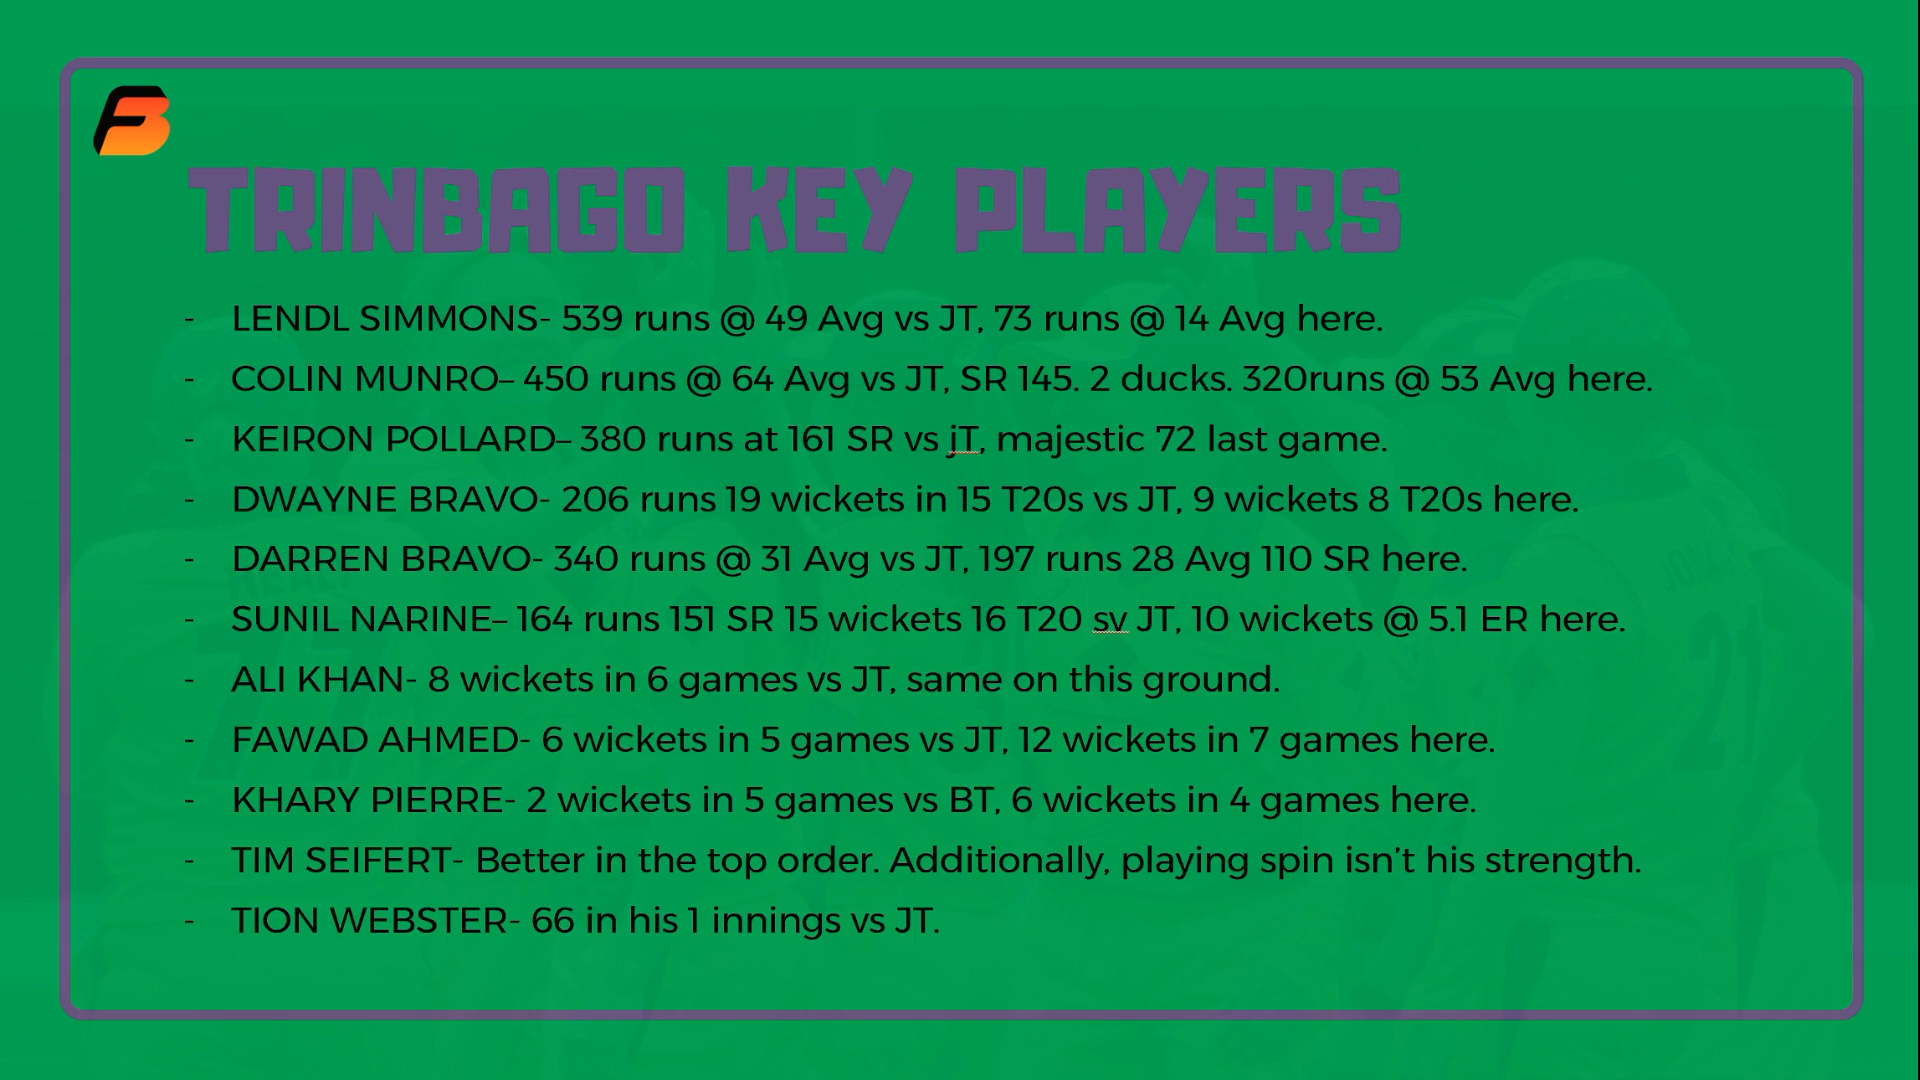 TRINBAGO KEY PLAYERS
- LENDL SIMMONS- 539 runs @ 49 Avg vs JT, 73 runs @ 14 Avg here.
- COLIN MUNRO– 450 runs @ 64 Avg vs JT, SR 145. 2 ducks. 320runs @ 53 Avg here.
- KEIRON POLLARD– 380 runs at 161 SR vs jT, majestic 72 last game.
- DWAYNE BRAVO- 206 runs 19 wickets in 15 T20s vs JT, 9 wickets 8 T20s here.
- DARREN BRAVO- 340 runs @ 31 Avg vs JT, 197 runs 28 Avg 110 SR here.
- SUNIL NARINE– 164 runs 151 SR 15 wickets 16 T20 sv JT, 10 wickets @ 5.1 ER here.
- ALI KHAN- 8 wickets in 6 games vs JT, same on this ground.
- FAWAD AHMED- 6 wickets in 5 games vs JT, 12 wickets in 7 games here.
- KHARY PIERRE- 2 wickets in 5 games vs BT, 6 wickets in 4 games here.
- TIM SEIFERT- Better in the top order. Additionally, playing spin isn’t his strength.
- TION WEBSTER- 66 in his 1 innings vs JT.